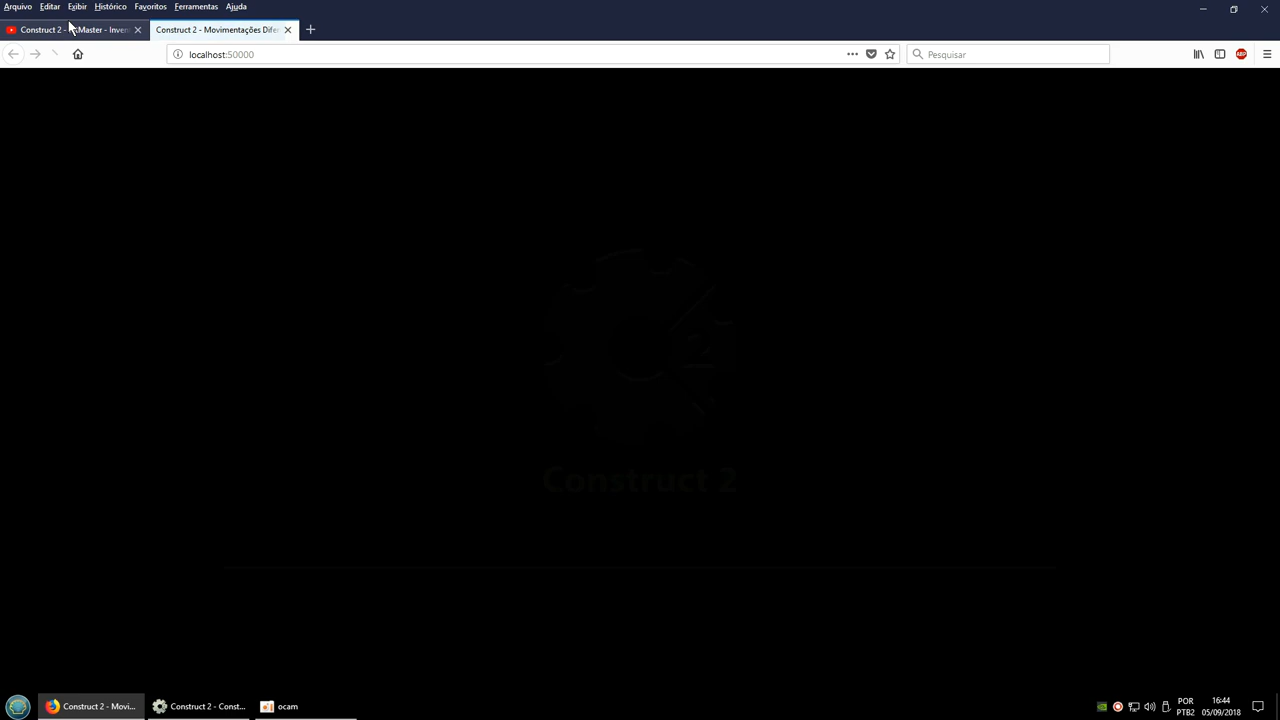 Arquivo Editar Exibir Histórico Favoritos Ferramentas Ajuda
Construct 2 - Master - Inven
Construct 2 - Movimentações Dife
localhost:50000
Pesquisar
Construct 2
Construct 2 - Movi...
Construct 2 - Const...
ocam
POR
PTB2
16:44
05/09/2018